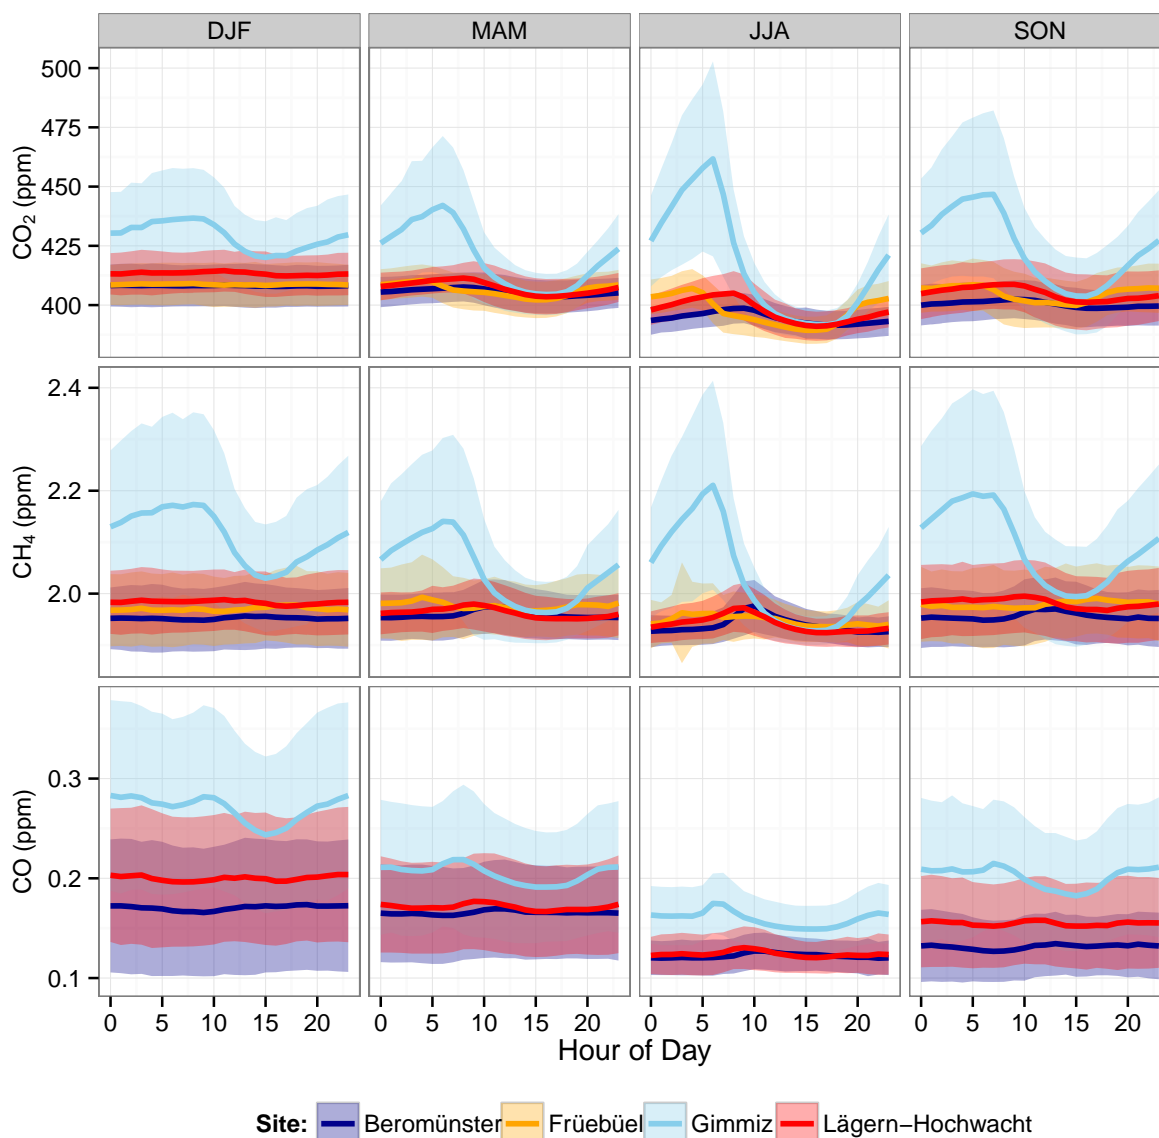 DJF MAM JJA SON
CO₂ (ppm)
500
475
450
425
400
CH₄ (ppm)
2.4
2.2
2.0
CO (ppm)
0.3
0.2
0.1
0 5 10 15 20 0 5 10 15 20 0 5 10 15 20 0 5 10 15 20
Hour of Day
Site: Beromünster Früebüel Gimmiz Lägern−Hochwacht